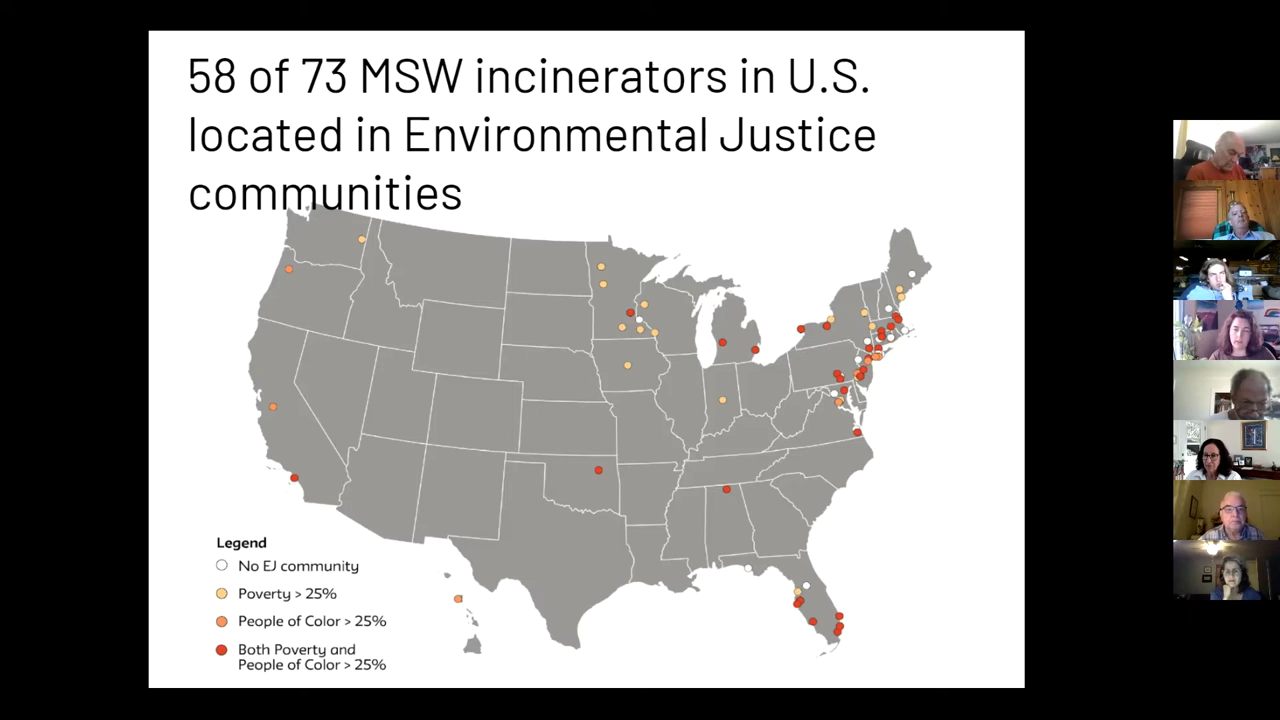 58 of 73 MSW incinerators in U.S.
located in Environmental Justice
communities
Legend
No EJ community
Poverty > 25%
People of Color > 25%
Both Poverty and
People of Color > 25%